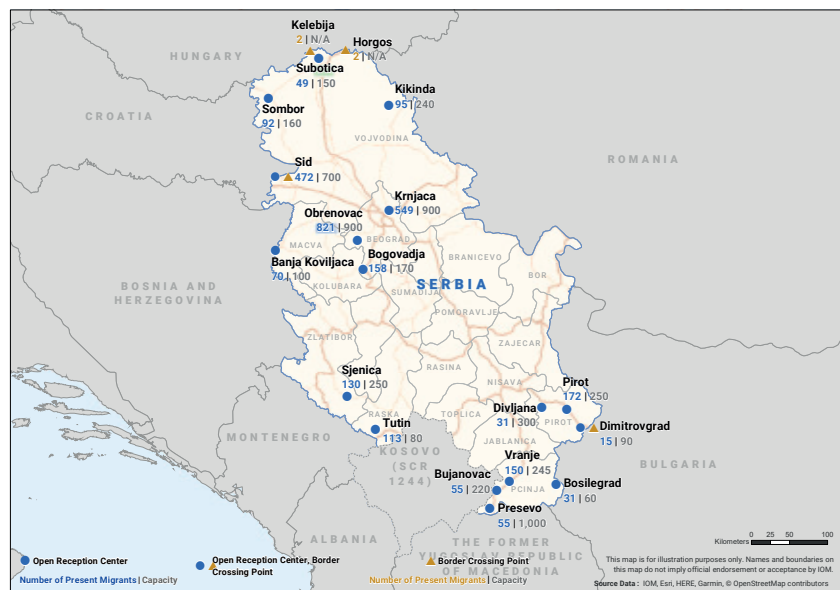 Kelebija
2 | N/A
Horgos
2 | N/A
HUNGARY
Subotica
49 | 150
Kikinda
95 | 240
Sombor
92 | 160
CROATIA
VOJVODINA
ROMANIA
Sid
472 | 700
Krnjaca
549 | 900
Obrenovac
821 | 900
BEOGRAD
MACVA
Bogovadja
158 | 170
BRANICEVO
Banja Koviljaca
70 | 100
BOR
SERBIA
KOLUBARA
SUMADIJA
BOSNIA AND
HERZEGOVINA
POMORAVLJE
ZLATIBOR
ZAJECAR
RASINA
Sjenica
130 | 250
NISAVA
Pirot
172 | 250
Divljana
31 | 300
RASKA
TOPLICA
PIROT
Tutin
113 | 80
Dimitrovgrad
15 | 90
MONTENEGRO
JABLANICA
KOSOVO
(SCR
1244)
Vranje
150 | 245
BULGARIA
Bujanovac
55 | 220
PCINJA
Bosilegrad
31 | 60
Presevo
55 | 1,000
ALBANIA
THE FORMER
YUGOSLAV REPUBLIC
OF MACEDONIA
Kilometers
0 25 50 100
Open Reception Center
Open Reception Center, Border
Crossing Point
Border Crossing Point
Number of Present Migrants | Capacity
Number of Present Migrants | Capacity
This map is for illustration purposes only. Names and boundaries on
this map do not imply official endorsement or acceptance by IOM.
Source Data : IOM, Esri, HERE, Garmin, © OpenStreetMap contributors